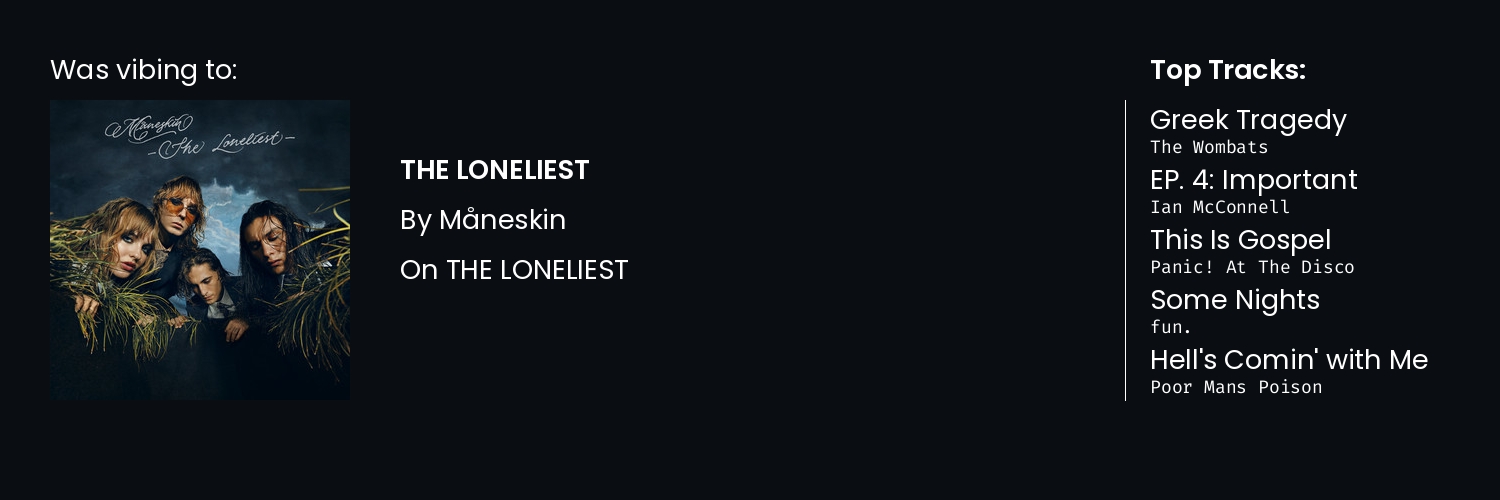 Was vibing to:
Måneskin
-The Loneliest-
THE LONELIEST
By Måneskin
On THE LONELIEST
Top Tracks:
Greek Tragedy
The Wombats
EP. 4: Important
Ian McConnell
This Is Gospel
Panic! At The Disco
Some Nights
fun.
Hell's Comin' with Me
Poor Mans Poison